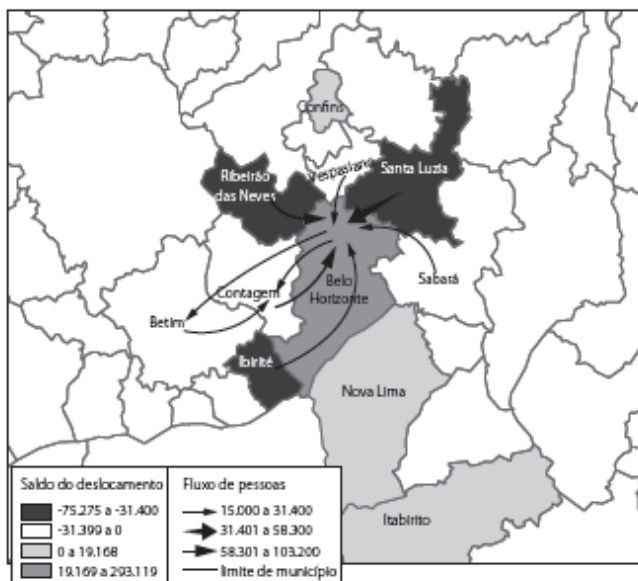 Confins
Vespasiano
Ribeirão
das Neves
Santa Luzia
Sabará
Contagem
Belo
Horizonte
Betim
Ibirité
Nova Lima
Itabirito
Saldo do deslocamento
-75.275 a -31.400
-31.399 a 0
0 a 19.168
19.169 a 293.119
Fluxo de pessoas
15.000 a 31.400
31.401 a 58.300
58.301 a 103.200
limite de município